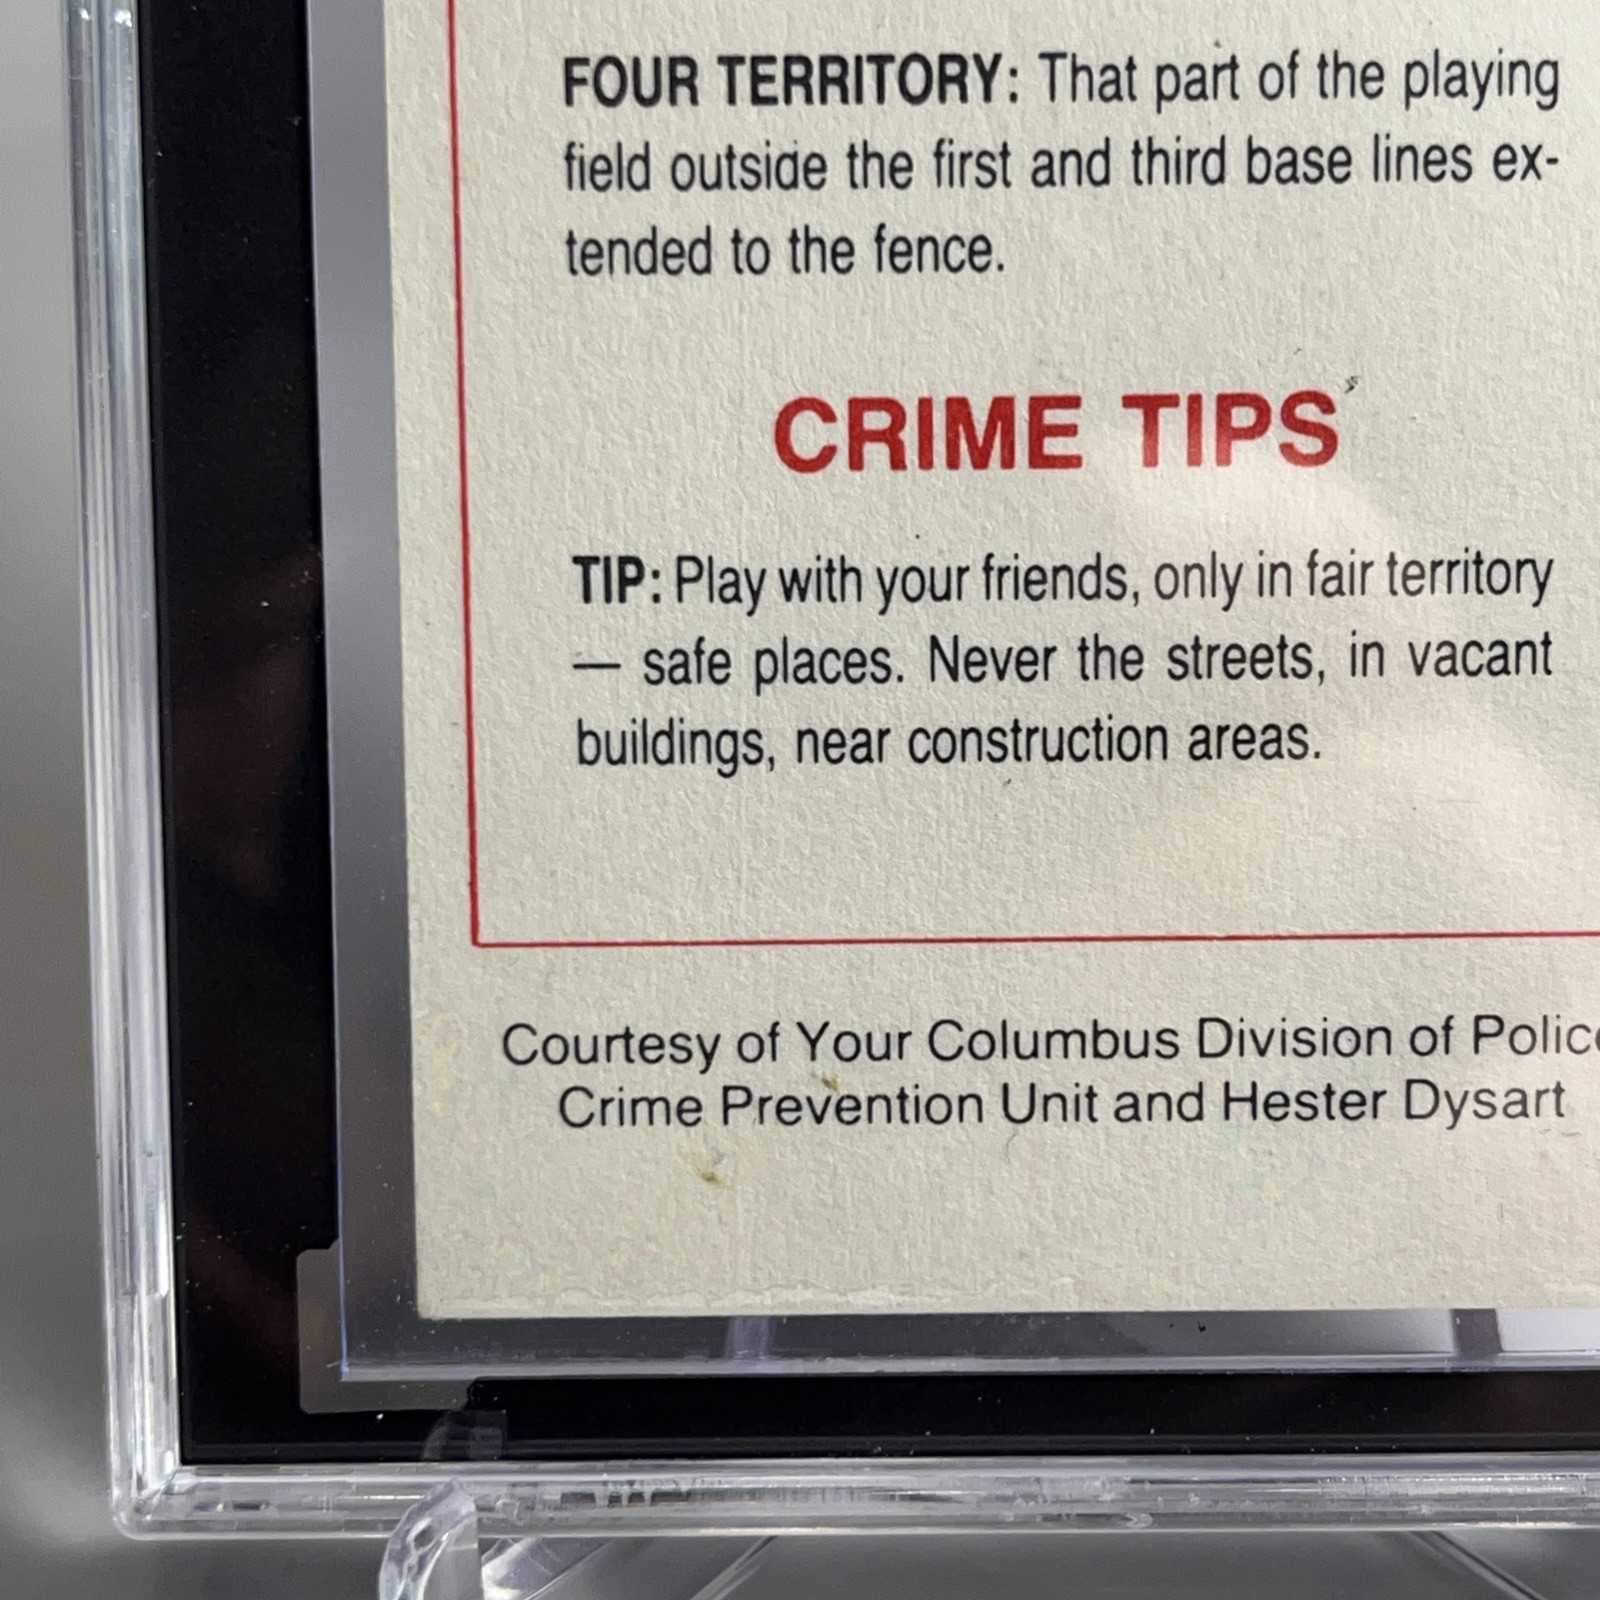 FOUR TERRITORY: That part of the playing
field outside the first and third base lines ex-
tended to the fence.
CRIME TIPS
TIP: Play with your friends, only in fair territory
— safe places. Never the streets, in vacant
buildings, near construction areas.
Courtesy of Your Columbus Division of Police
Crime Prevention Unit and Hester Dysart